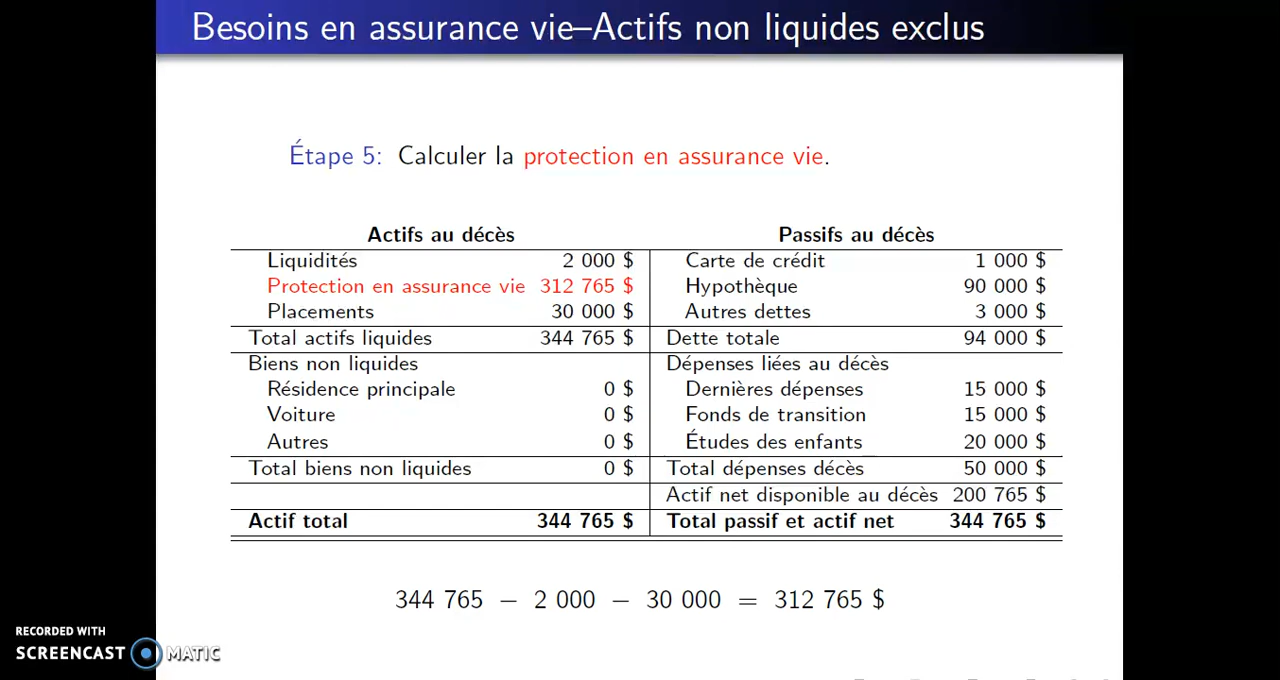 Besoins en assurance vie–Actifs non liquides exclus
Étape 5: Calculer la protection en assurance vie.
Actifs au décès Passifs au décès
Liquidités 2 000 $ Carte de crédit 1 000 $
Protection en assurance vie 312 765 $ Hypothèque 90 000 $
Placements 30 000 $ Autres dettes 3 000 $
Total actifs liquides 344 765 $ Dette totale 94 000 $
Biens non liquides Dépenses liées au décès
Résidence principale 0 $ Dernières dépenses 15 000 $
Voiture 0 $ Fonds de transition 15 000 $
Autres 0 $ Études des enfants 20 000 $
Total biens non liquides 0 $ Total dépenses décès 50 000 $
Actif net disponible au décès 200 765 $
Actif total 344 765 $ Total passif et actif net 344 765 $
344 765 − 2 000 − 30 000 = 312 765 $
RECORDED WITH
SCREENCAST MATIC